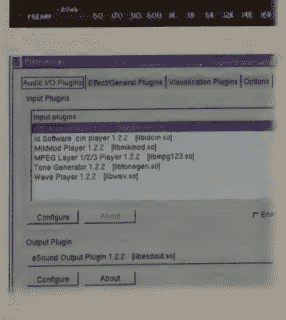 PREAMP 60 170 310 600 1K 3K 6K 12K 14K 16K
Preferences
Audio I/O Plugins Effect/General Plugins Visualization Plugins Options
Input Plugins
Input plugins
Id Software .cin player 1.2.2 [libidcin.so]
MikMod Player 1.2.2 [libmikmod.so]
MPEG Layer 1/2/3 Player 1.2.2 [libmpg123.so]
Tone Generator 1.2.2 [libtonegen.so]
Wave Player 1.2.2 [libwav.so]
Configure About
Output Plugin
eSound Output Plugin 1.2.2 [libesdout.so]
Configure About